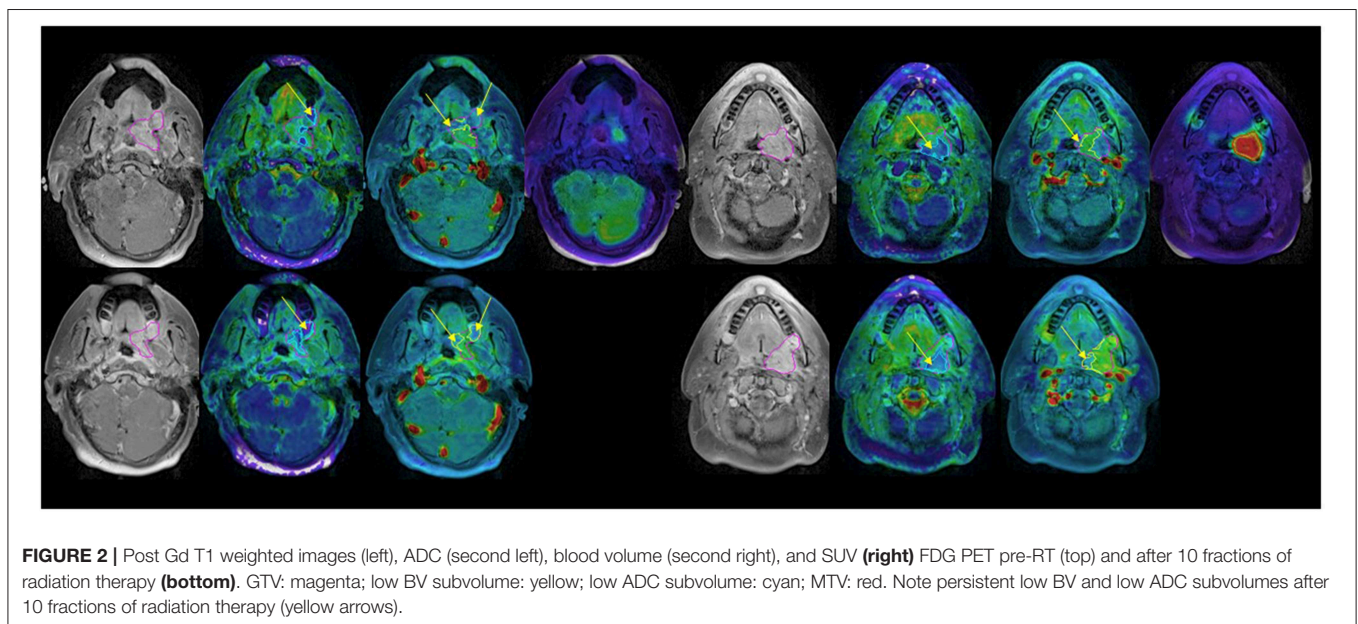 FIGURE 2 | Post Gd T1 weighted images (left), ADC (second left), blood volume (second right), and SUV (right) FDG PET pre-RT (top) and after 10 fractions of
radiation therapy (bottom). GTV: magenta; low BV subvolume: yellow; low ADC subvolume: cyan; MTV: red. Note persistent low BV and low ADC subvolumes after
10 fractions of radiation therapy (yellow arrows).